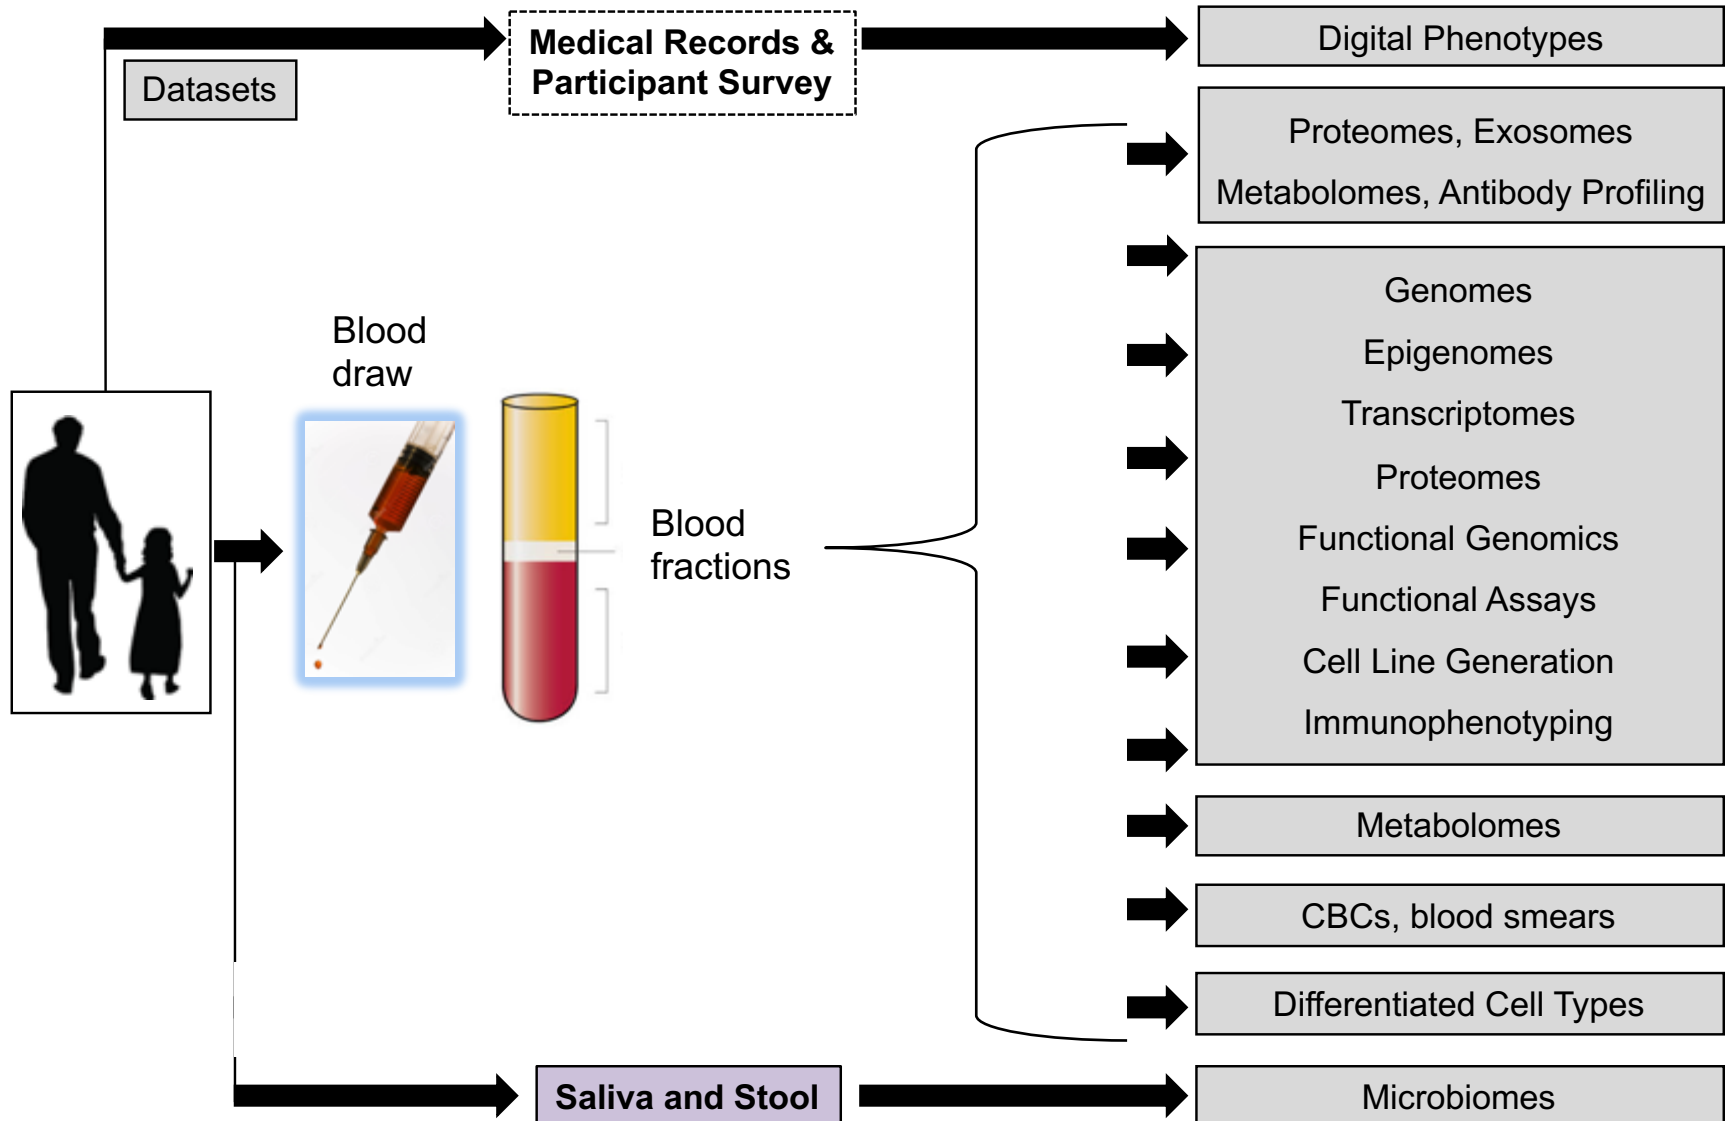 Medical Records &
Participant Survey
Digital Phenotypes
Datasets
Proteomes, Exosomes
Metabolomes, Antibody Profiling
Blood
draw
Blood
fractions
Genomes
Epigenomes
Transcriptomes
Proteomes
Functional Genomics
Functional Assays
Cell Line Generation
Immunophenotyping
Metabolomes
CBCs, blood smears
Differentiated Cell Types
Saliva and Stool
Microbiomes